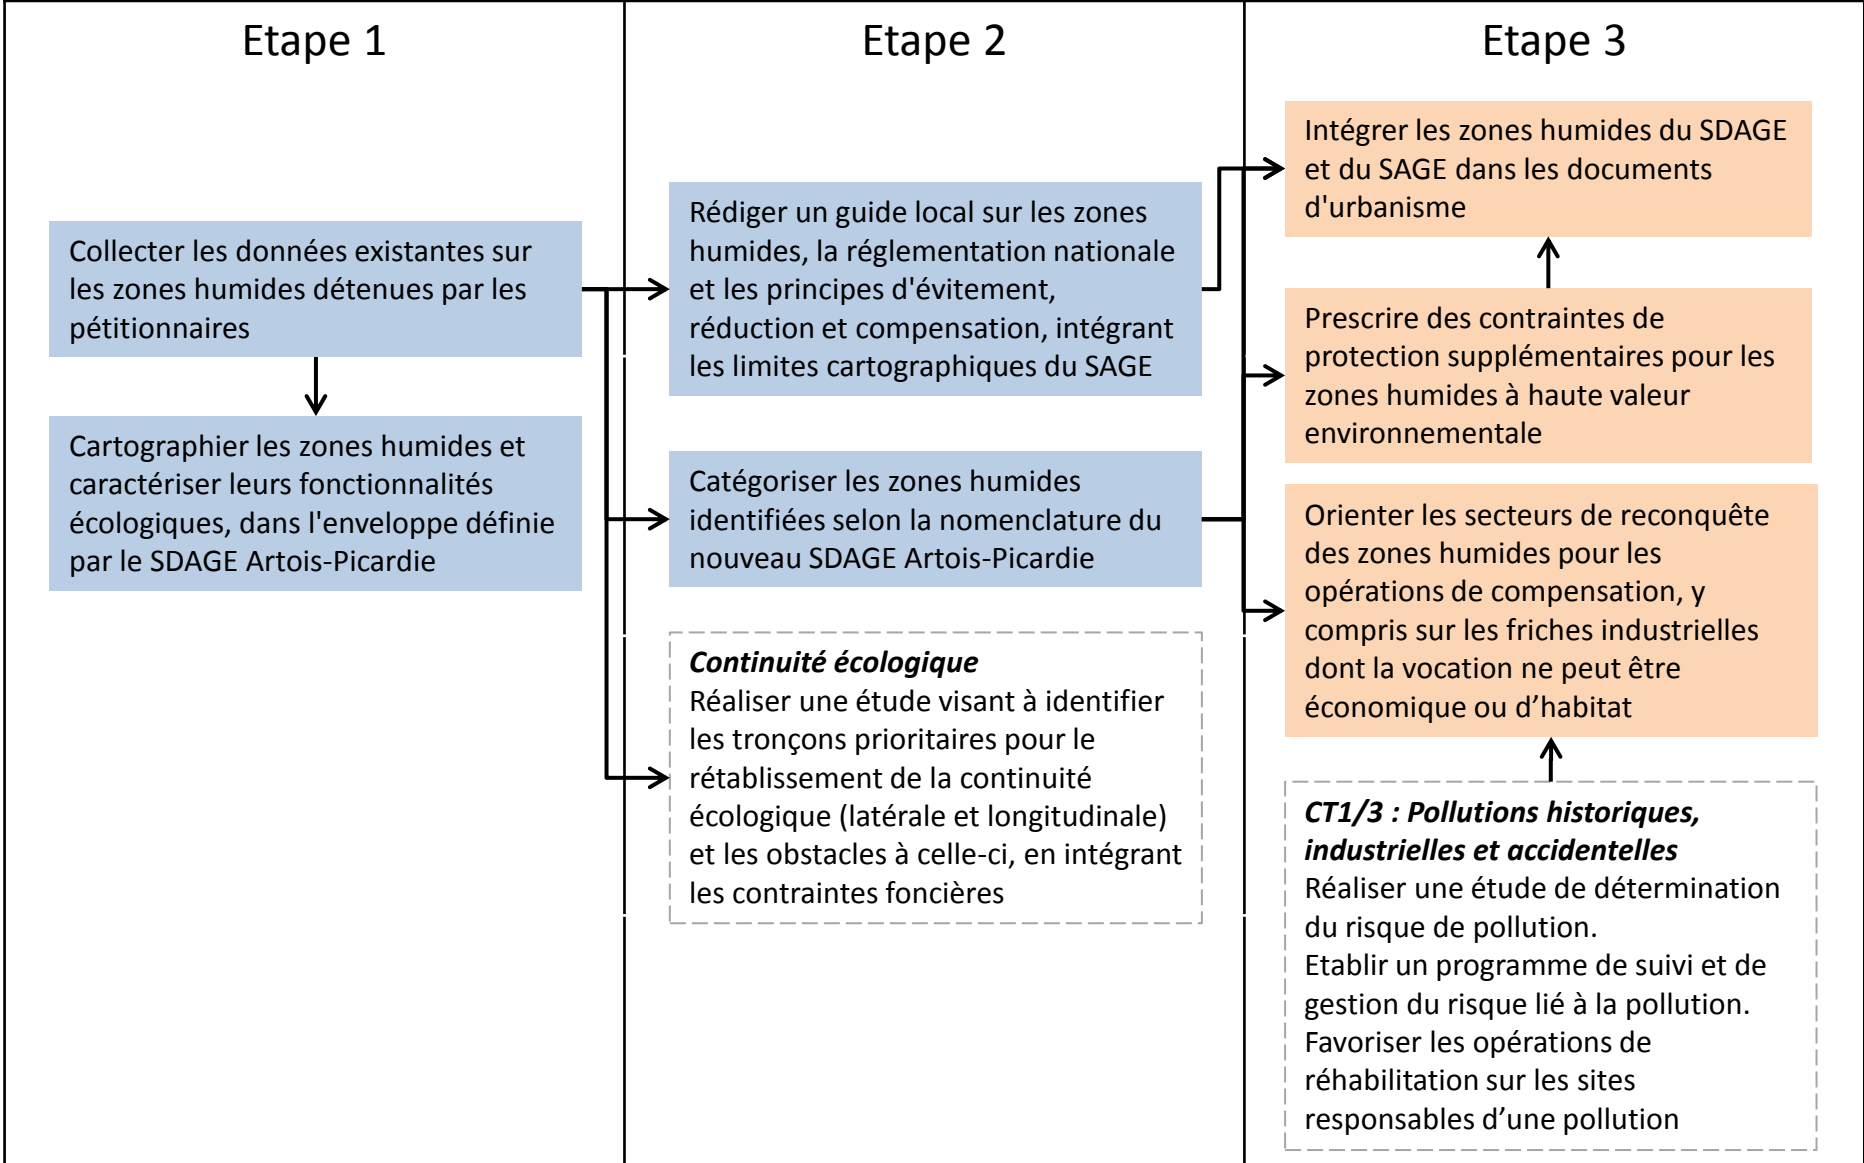 Etape 1
Collecter les données existantes sur
les zones humides détenues par les
pétitionnaires
Cartographier les zones humides et
caractériser leurs fonctionnalités
écologiques, dans l'enveloppe définie
par le SDAGE Artois-Picardie
Etape 2
Rédiger un guide local sur les zones
humides, la réglementation nationale
et les principes d'évitement,
réduction et compensation, intégrant
les limites cartographiques du SAGE
Catégoriser les zones humides
identifiées selon la nomenclature du
nouveau SDAGE Artois-Picardie
Continuité écologique
Réaliser une étude visant à identifier
les tronçons prioritaires pour le
rétablissement de la continuité
écologique (latérale et longitudinale)
et les obstacles à celle-ci, en intégrant
les contraintes foncières
Etape 3
Intégrer les zones humides du SDAGE
et du SAGE dans les documents
d'urbanisme
Prescrire des contraintes de
protection supplémentaires pour les
zones humides à haute valeur
environnementale
Orienter les secteurs de reconquête
des zones humides pour les
opérations de compensation, y
compris sur les friches industrielles
dont la vocation ne peut être
économique ou d’habitat
CT1/3 : Pollutions historiques,
industrielles et accidentelles
Réaliser une étude de détermination
du risque de pollution.
Etablir un programme de suivi et de
gestion du risque lié à la pollution.
Favoriser les opérations de
réhabilitation sur les sites
responsables d’une pollution